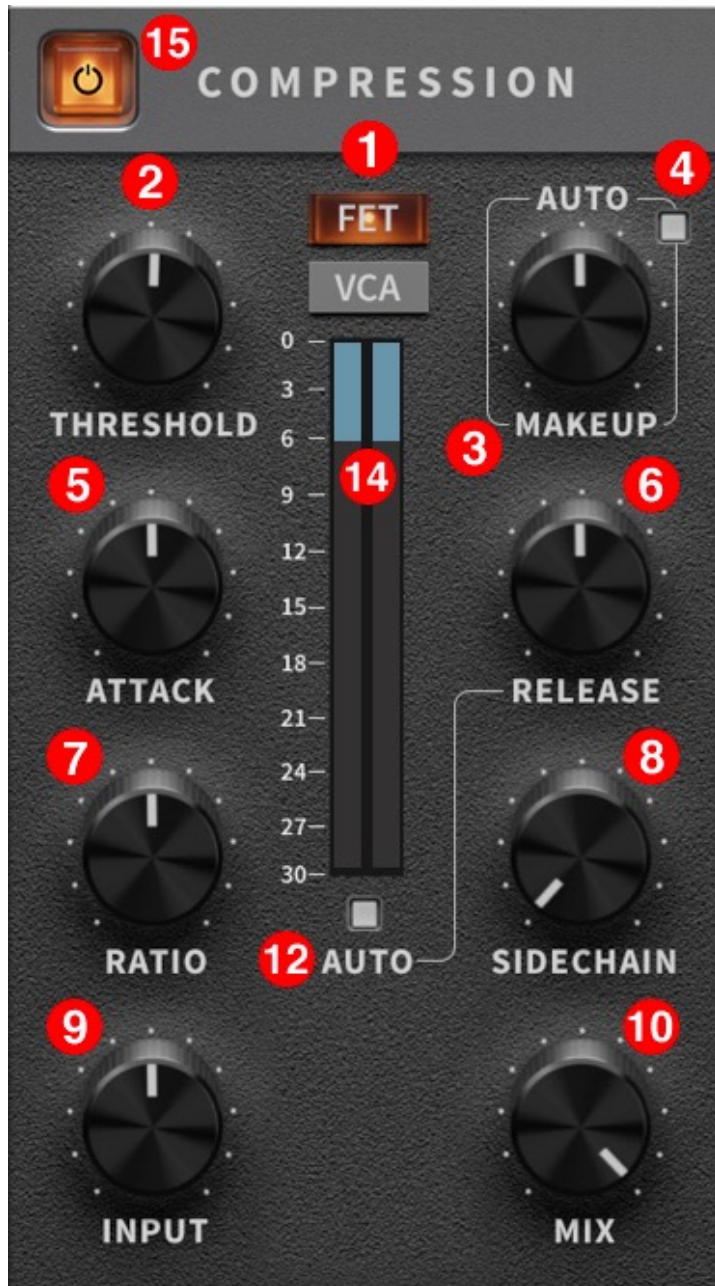 15
COMPRESSION
1
2
4
FET
AUTO
VCA
0
3
THRESHOLD
MAKEUP
6
3
5
14
6
9
12
15
18
ATTACK
RELEASE
21
7
8
24
27
30
RATIO
12 AUTO
SIDECHAIN
9
10
INPUT
MIX